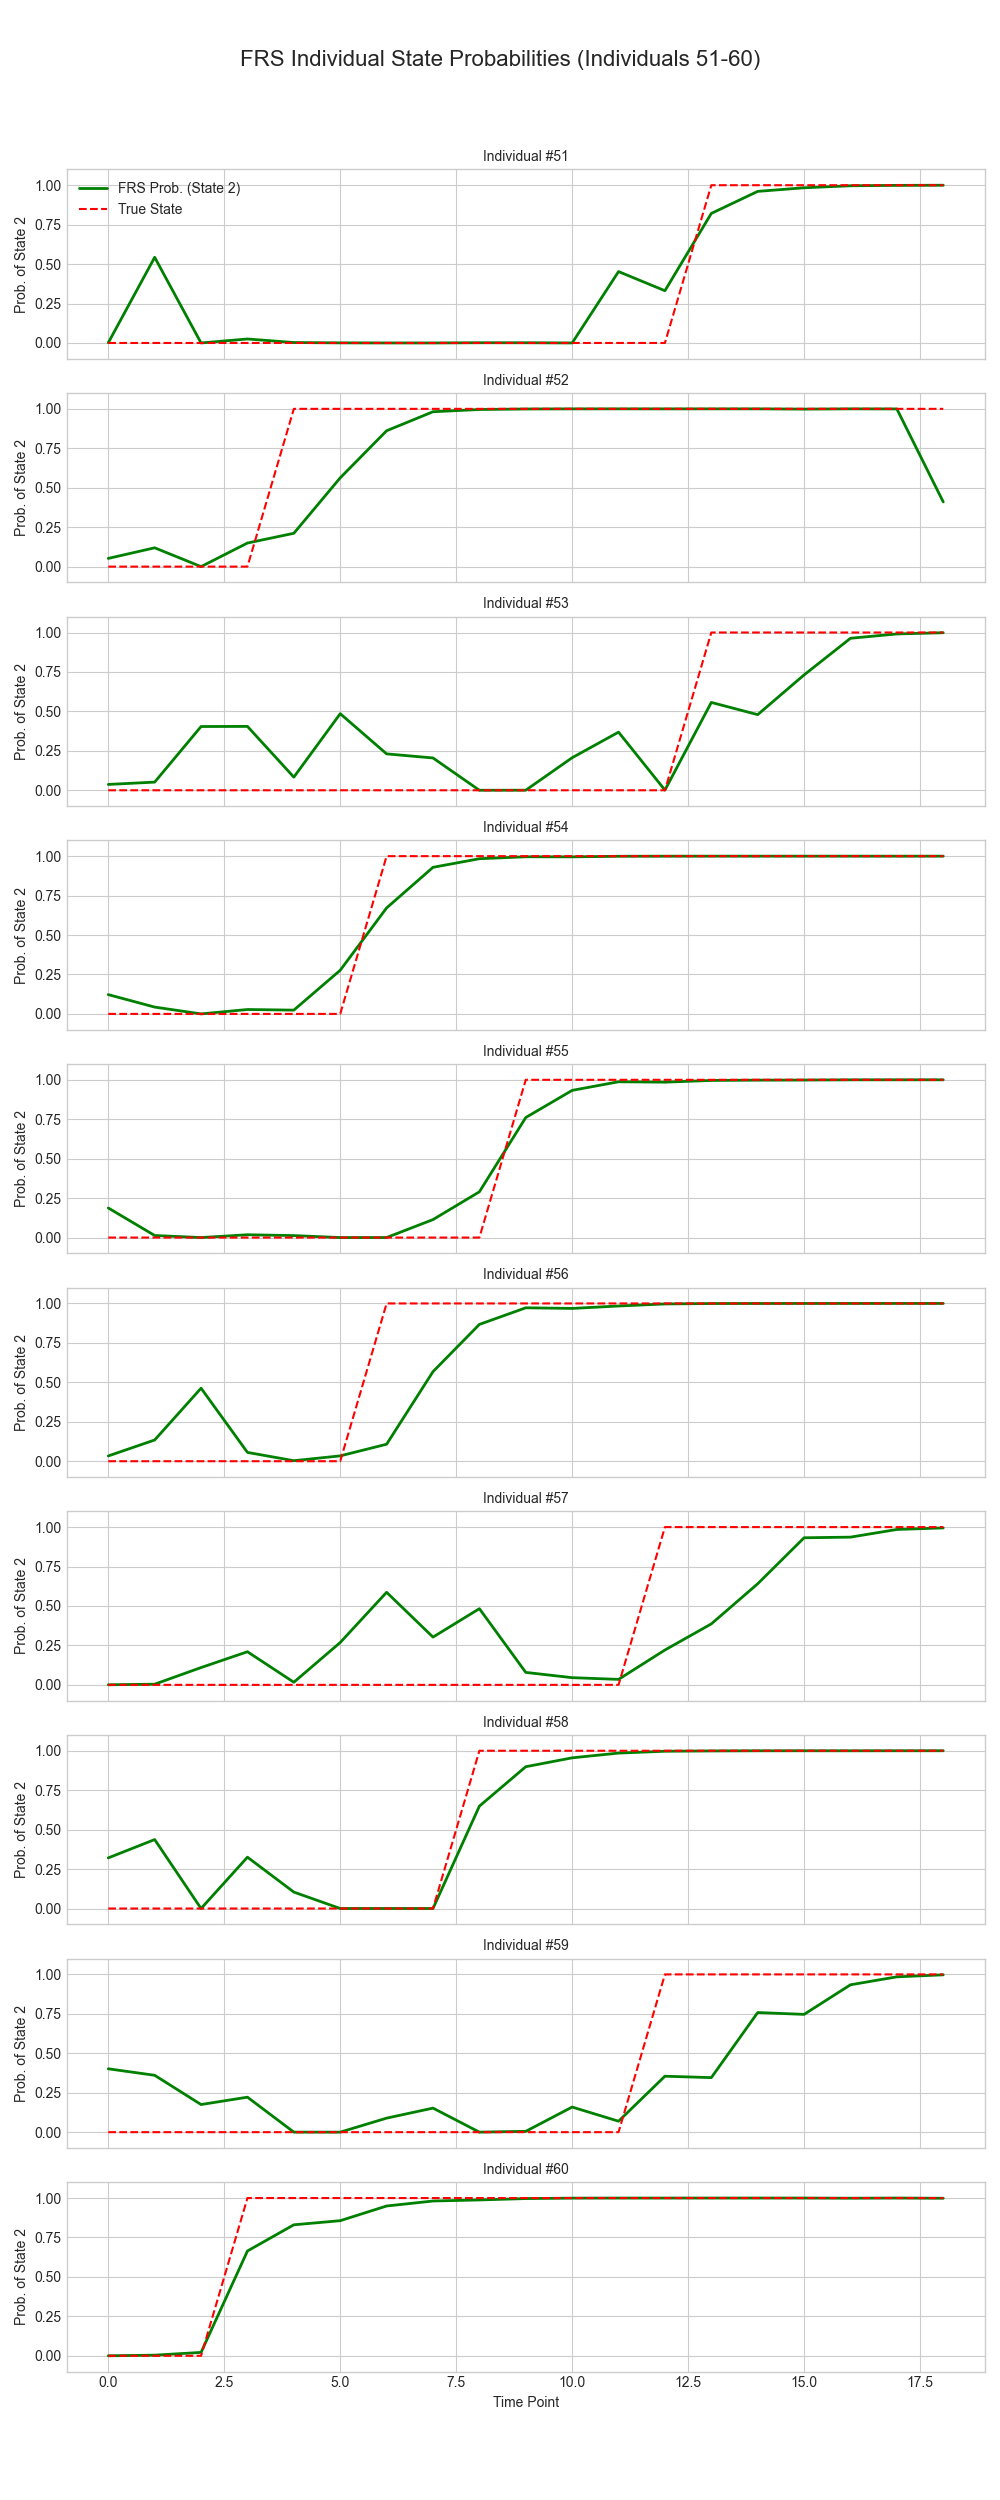 FRS Individual State Probabilities (Individuals 51-60)
Individual #51
FRS Prob. (State 2)
True State
Prob. of State 2
1.00
0.75
0.50
0.25
0.00
Individual #52
Prob. of State 2
1.00
0.75
0.50
0.25
0.00
Individual #53
Prob. of State 2
1.00
0.75
0.50
0.25
0.00
Individual #54
Prob. of State 2
1.00
0.75
0.50
0.25
0.00
Individual #55
Prob. of State 2
1.00
0.75
0.50
0.25
0.00
Individual #56
Prob. of State 2
1.00
0.75
0.50
0.25
0.00
Individual #57
Prob. of State 2
1.00
0.75
0.50
0.25
0.00
Individual #58
Prob. of State 2
1.00
0.75
0.50
0.25
0.00
Individual #59
Prob. of State 2
1.00
0.75
0.50
0.25
0.00
Individual #60
Prob. of State 2
1.00
0.75
0.50
0.25
0.00
0.0 2.5 5.0 7.5 10.0 12.5 15.0 17.5
Time Point